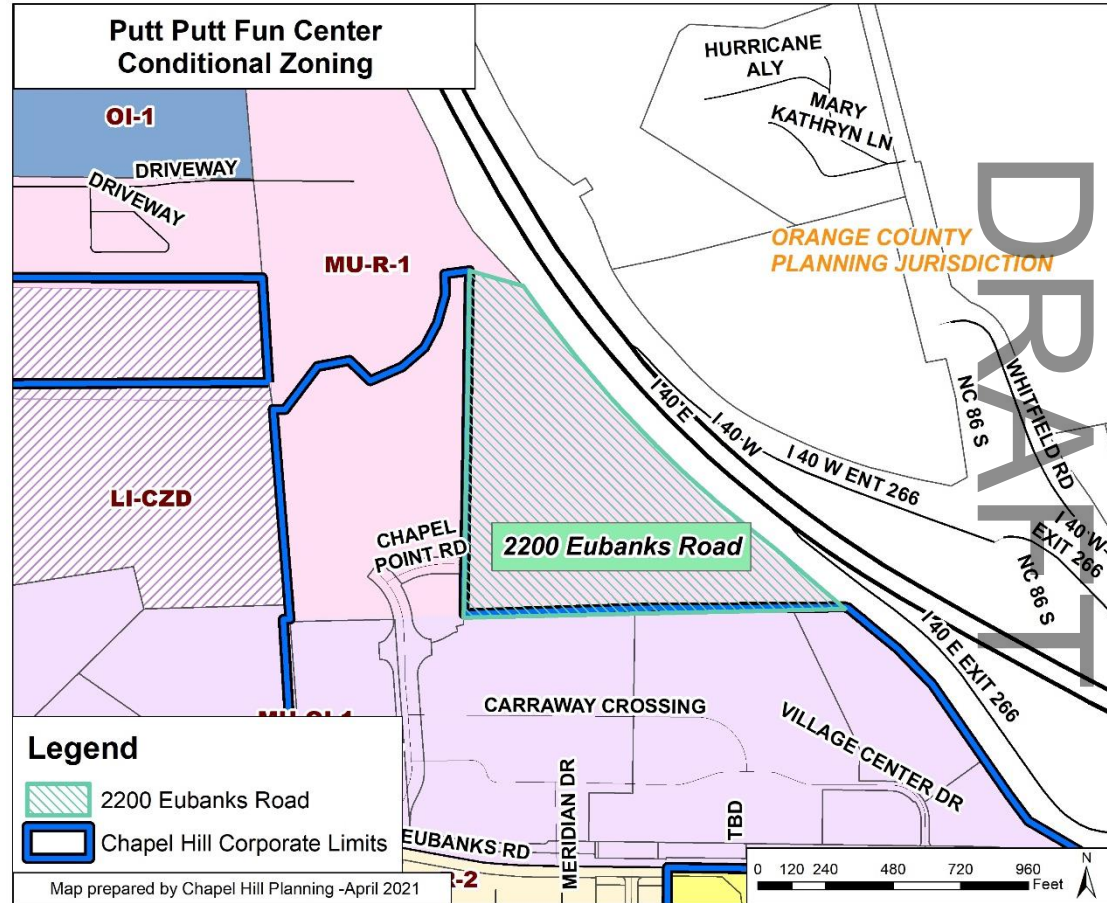 Putt Putt Fun Center
Conditional Zoning
HURRICANE
ALY
MARY
KATHRYN LN
OI-1
DRIVEWAY
DRIVEWAY
ORANGE COUNTY
PLANNING JURISDICTION
DRAFT
MU-R-1
I 40 E
I 40 W
I 40 W ENT 266
NC 86 S
WHITFIELD RD
I 40 W
EXIT 266
NC 86 S
LI-CZD
CHAPEL
POINT RD
2200 Eubanks Road
I 40 E EXIT 266
CARRAWAY CROSSING
VILLAGE CENTER DR
MERIDIAN DR
TBD
EUBANKS RD
MU-OI-1
Legend
2200 Eubanks Road
Chapel Hill Corporate Limits
R-2
Map prepared by Chapel Hill Planning -April 2021
0 120 240 480 720 960
Feet
N